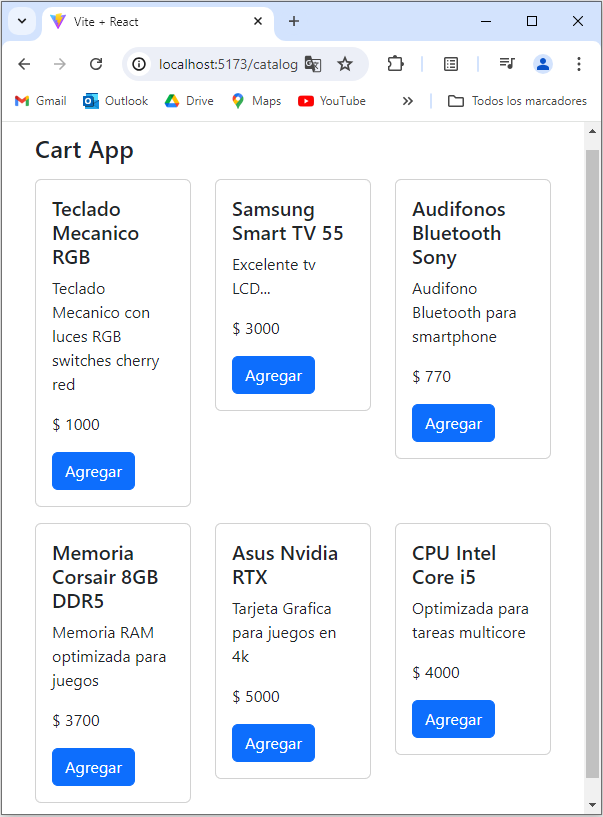 Vite + React
localhost:5173/catalog
Gmail
Outlook
Drive
Maps
YouTube
Todos los marcadores
Cart App
Teclado
Mecanico
RGB
Teclado
Mecanico con
luces RGB
switches cherry
red
$ 1000
Agregar
Samsung
Smart TV 55
Excelente tv
LCD...
$ 3000
Agregar
Audifonos
Bluetooth
Sony
Audifono
Bluetooth para
smartphone
$ 770
Agregar
Memoria
Corsair 8GB
DDR5
Memoria RAM
optimizada para
juegos
$ 3700
Agregar
Asus Nvidia
RTX
Tarjeta Grafica
para juegos en
4k
$ 5000
Agregar
CPU Intel
Core i5
Optimizada para
tareas multicore
$ 4000
Agregar